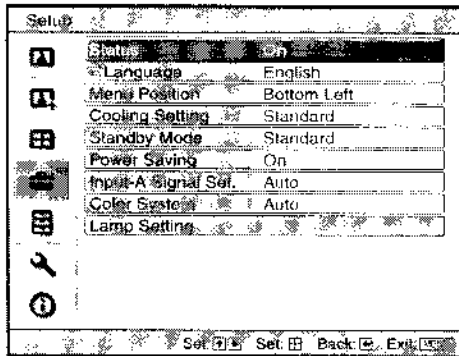 Setup
Status On
Language English
Menu Position Bottom Left
Cooling Setting Standard
Standby Mode Standard
Power Saving On
Input-A Signal Sel. Auto
Color System Auto
Lamp Setting
Sel: Set: Back: Exit: